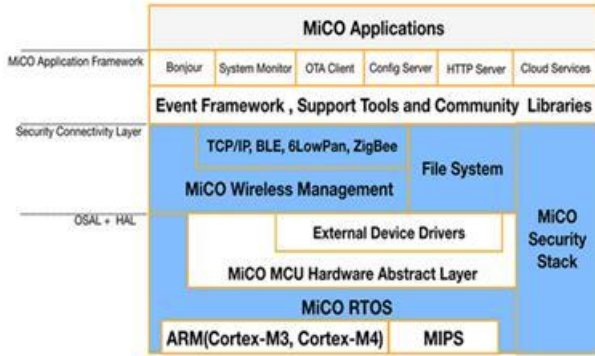 MiCO Applications
MiCO Application Framework
Bonjour
System Monitor
OTA Client
Config Server
HTTP Server
Cloud Services
Event Framework , Support Tools and Community Libraries
Security Connectivity Layer
TCP/IP, BLE, 6LowPan, ZigBee
MiCO Wireless Management
File System
MiCO
Security
Stack
OSAL + HAL
External Device Drivers
MiCO MCU Hardware Abstract Layer
MiCO RTOS
ARM(Cortex-M3, Cortex-M4)
MIPS